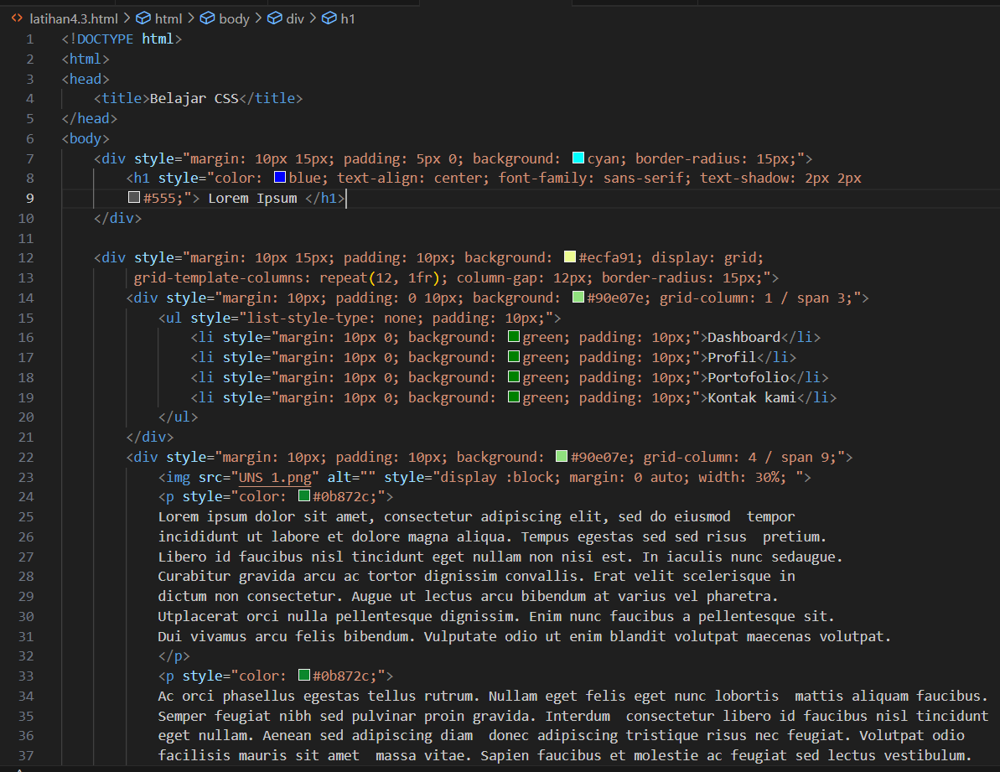 latihan4.3.html > html > body > div > h1
1 <!DOCTYPE html>
2 <html>
3 <head>
4 <title>Belajar CSS</title>
5 </head>
6 <body>
7 <div style="margin: 10px 15px; padding: 5px 0; background: cyan; border-radius: 15px;">
8 <h1 style="color: blue; text-align: center; font-family: sans-serif; text-shadow: 2px 2px
9 #555;"> Lorem Ipsum </h1>
10 </div>
11
12 <div style="margin: 10px 15px; padding: 10px; background: #ecfa91; display: grid;
13 grid-template-columns: repeat(12, 1fr); column-gap: 12px; border-radius: 15px;">
14 <div style="margin: 10px; padding: 0 10px; background: #90e07e; grid-column: 1 / span 3;">
15 <ul style="list-style-type: none; padding: 10px;">
16 <li style="margin: 10px 0; background: green; padding: 10px;">Dashboard</li>
17 <li style="margin: 10px 0; background: green; padding: 10px;">Profil</li>
18 <li style="margin: 10px 0; background: green; padding: 10px;">Portofolio</li>
19 <li style="margin: 10px 0; background: green; padding: 10px;">Kontak kami</li>
20 </ul>
21 </div>
22 <div style="margin: 10px; padding: 10px; background: #90e07e; grid-column: 4 / span 9;">
23 <img src="UNS 1.png" alt="" style="display :block; margin: 0 auto; width: 30%; ">
24 <p style="color: #0b872c;">
25 Lorem ipsum dolor sit amet, consectetur adipiscing elit, sed do eiusmod  tempor
26 incididunt ut labore et dolore magna aliqua. Tempus egestas sed sed risus  pretium.
27 Libero id faucibus nisl tincidunt eget nullam non nisi est. In iaculis nunc sedaugue.
28 Curabitur gravida arcu ac tortor dignissim convallis. Erat velit scelerisque in
29 dictum non consectetur. Augue ut lectus arcu bibendum at varius vel pharetra.
30 Utplacerat orci nulla pellentesque dignissim. Enim nunc faucibus a pellentesque sit.
31 Dui vivamus arcu felis bibendum. Vulputate odio ut enim blandit volutpat maecenas volutpat.
32 </p>
33 <p style="color: #0b872c;">
34 Ac orci phasellus egestas tellus rutrum. Nullam eget felis eget nunc lobortis  mattis aliquam faucibus.
35 Semper feugiat nibh sed pulvinar proin gravida. Interdum  consectetur libero id faucibus nisl tincidunt
36 eget nullam. Aenean sed adipiscing diam  donec adipiscing tristique risus nec feugiat. Volutpat odio
37 facilisis mauris sit amet  massa vitae. Sapien faucibus et molestie ac feugiat sed lectus vestibulum.